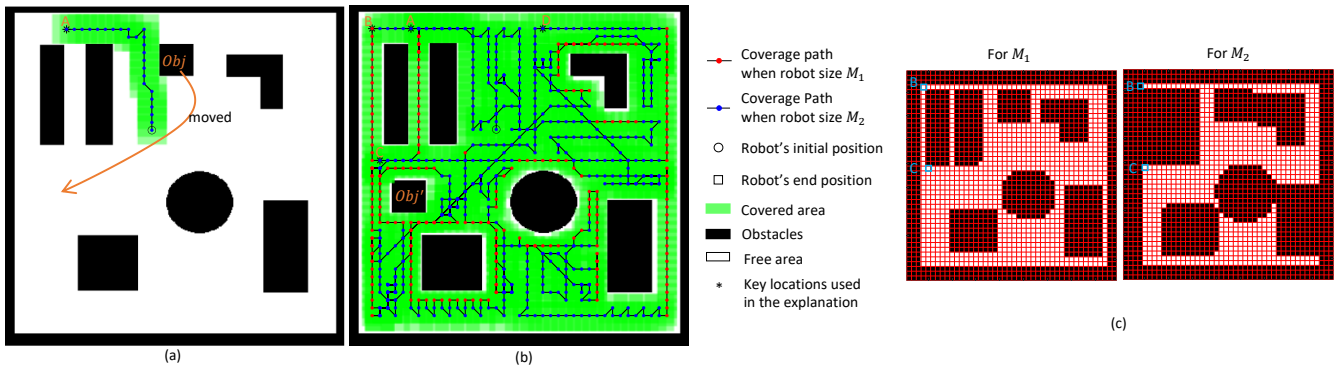 A
Obj
moved
(a)
B
A
D
Obj'
(b)
Coverage path
when robot size M₁
Coverage Path
when robot size M₂
Robot's initial position
Robot's end position
Covered area
Obstacles
Free area
Key locations used
in the explanation
For M₁
For M₂
B
C
B
C
(c)